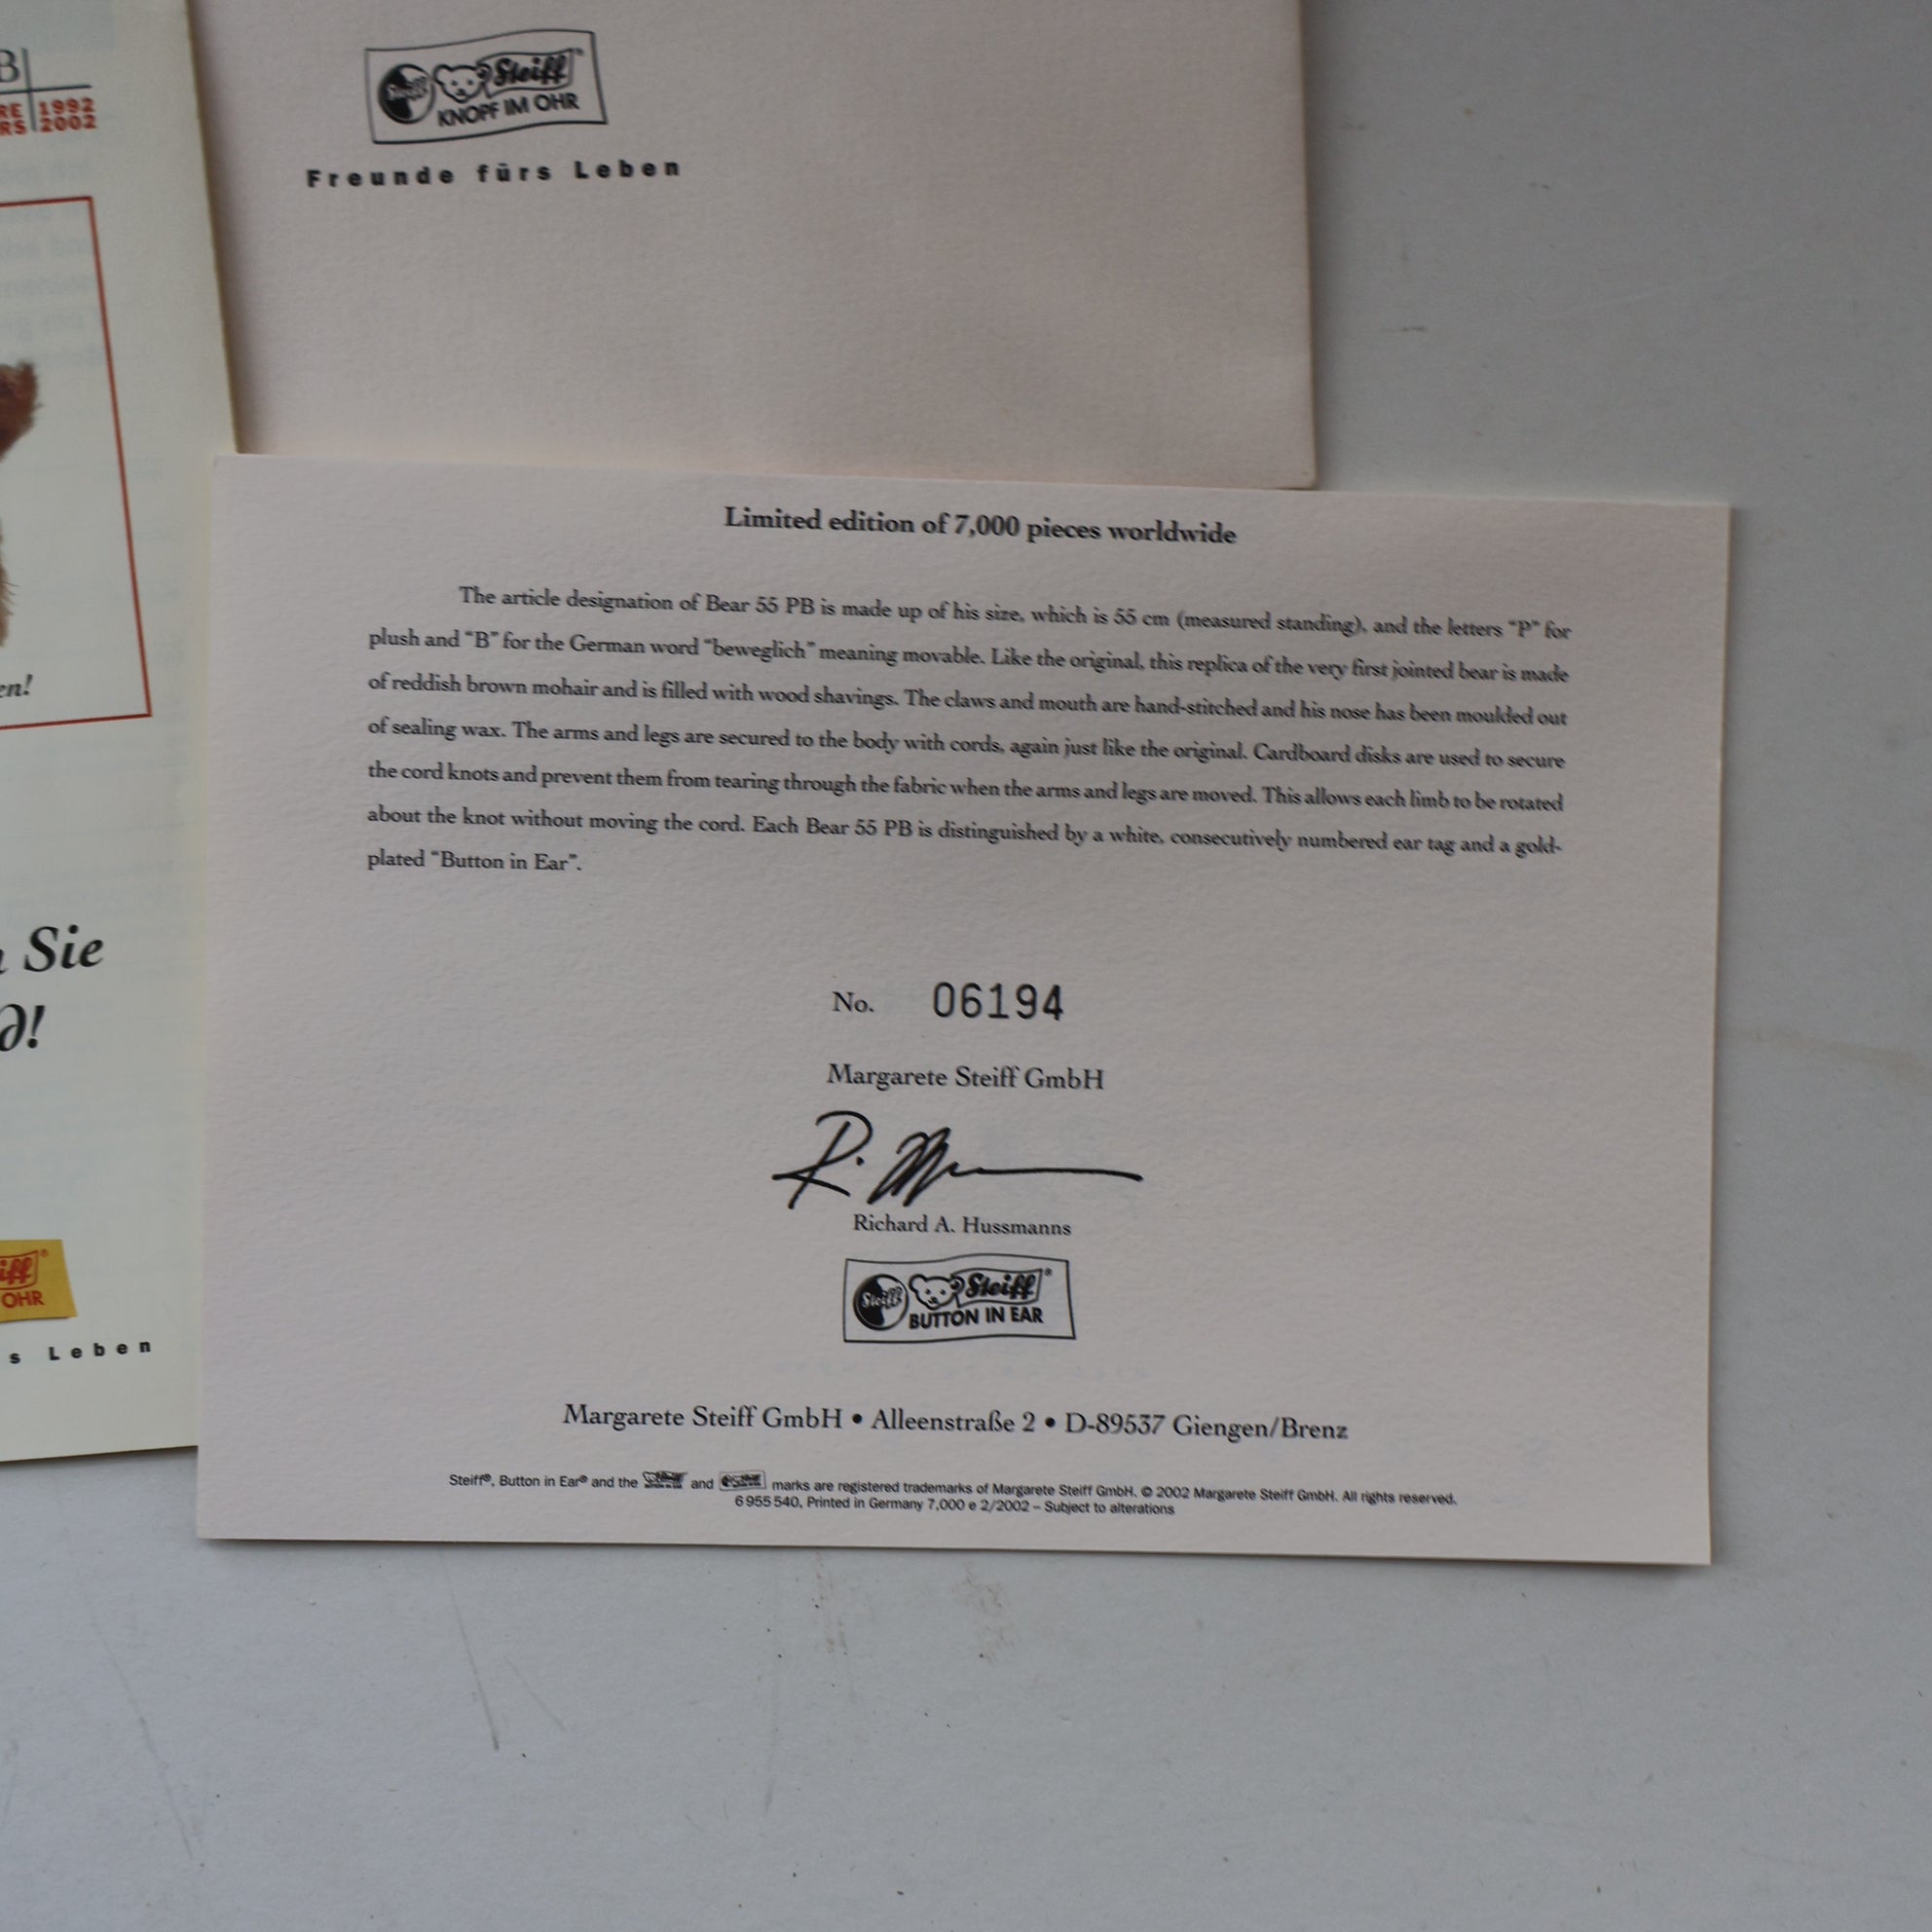 B
RE 1992
RS 2002
en!
Sie
d!
iff®
OHR
s Leben
Steiff
Steiff®
KNOPF IM OHR
Freunde fürs Leben
Limited edition of 7,000 pieces worldwide
The article designation of Bear 55 PB is made up of his size, which is 55 cm (measured standing), and the letters “P” for
plush and “B” for the German word “beweglich” meaning movable. Like the original, this replica of the very first jointed bear is made
of reddish brown mohair and is filled with wood shavings. The claws and mouth are hand-stitched and his nose has been moulded out
of sealing wax. The arms and legs are secured to the body with cords, again just like the original. Cardboard disks are used to secure
the cord knots and prevent them from tearing through the fabric when the arms and legs are moved. This allows each limb to be rotated
about the knot without moving the cord. Each Bear 55 PB is distinguished by a white, consecutively numbered ear tag and a gold-
plated “Button in Ear”.
No. 06194
Margarete Steiff GmbH
Richard A. Hussmanns
Steiff
Steiff®
BUTTON IN EAR
Margarete Steiff GmbH • Alleenstraße 2 • D-89537 Giengen/Brenz
Steiff®, Button in Ear® and the and marks are registered trademarks of Margarete Steiff GmbH. © 2002 Margarete Steiff GmbH. All rights reserved.
6 955 540, Printed in Germany 7,000 e 2/2002 – Subject to alterations